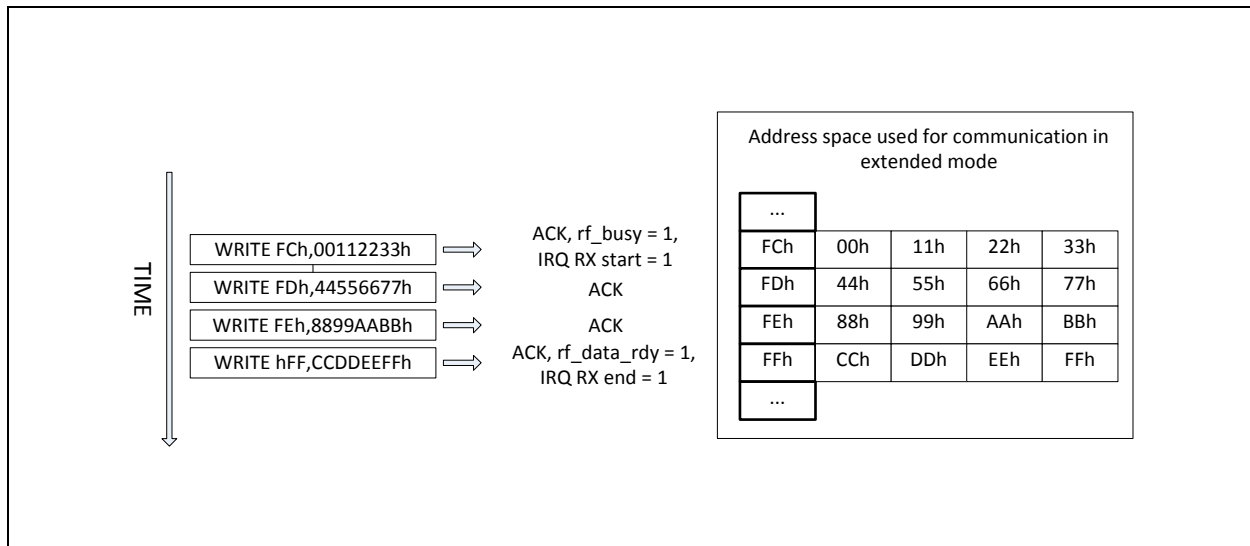 TIME
WRITE FCh,00112233h
ACK, rf_busy = 1,
IRQ RX start = 1
WRITE FDh,44556677h
ACK
WRITE FEh,8899AABBh
ACK
WRITE hFF,CCDDEEFFh
ACK, rf_data_rdy = 1,
IRQ RX end = 1
Address space used for communication in
extended mode
...
FCh 00h 11h 22h 33h
FDh 44h 55h 66h 77h
FEh 88h 99h AAh BBh
FFh CCh DDh EEh FFh
...